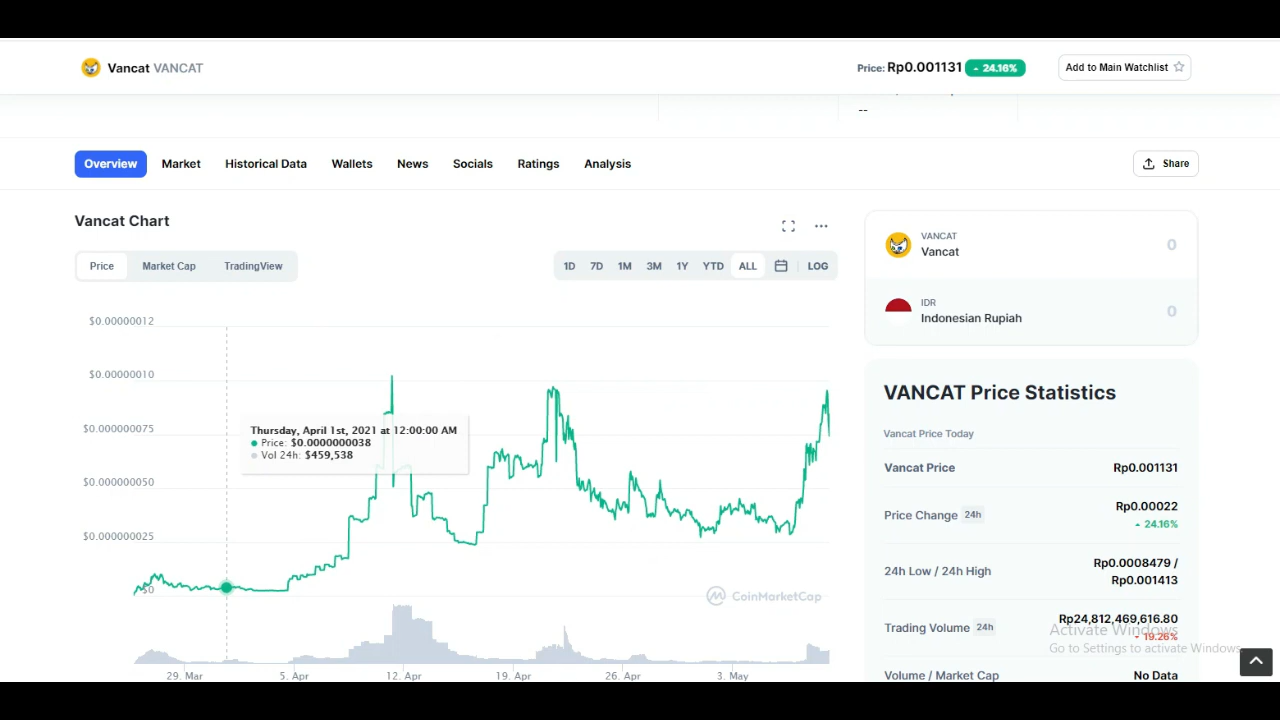 Vancat VANCAT
Price: Rp0.001131 24.16%
Add to Main Watchlist
--
Overview Market Historical Data Wallets News Socials Ratings Analysis
Share
Vancat Chart
Price Market Cap TradingView
1D 7D 1M 3M 1Y YTD ALL LOG
$0.00000012
$0.00000010
$0.000000075
$0.000000050
$0.000000025
$0
Thursday, April 1st, 2021 at 12:00:00 AM
Price: $0.0000000038
Vol 24h: $459,538
CoinMarketCap
29. Mar 5. Apr 12. Apr 19. Apr 26. Apr 3. May
VANCAT
Vancat
0
IDR
Indonesian Rupiah
0
VANCAT Price Statistics
Vancat Price Today
Vancat Price Rp0.001131
Price Change 24h Rp0.00022
24.16%
24h Low / 24h High Rp0.0008479 /
Rp0.001413
Trading Volume 24h Rp24,812,469,616.80
19.26%
Activate Windows
Go to Settings to activate Windows.
Volume / Market Cap No Data